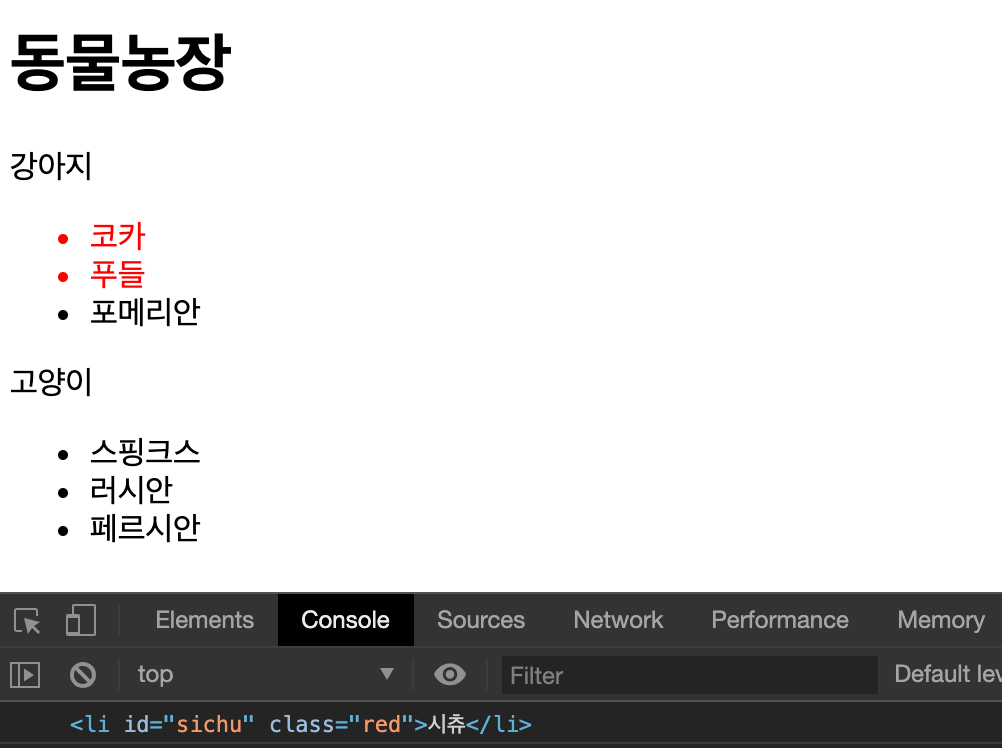 동물농장
강아지
• 코카
• 푸들
• 포메리안
고양이
• 스핑크스
• 러시안
• 페르시안
Elements Console Sources Network Performance Memory
top Filter Default lev
<li id="sichu" class="red">시츄</li>